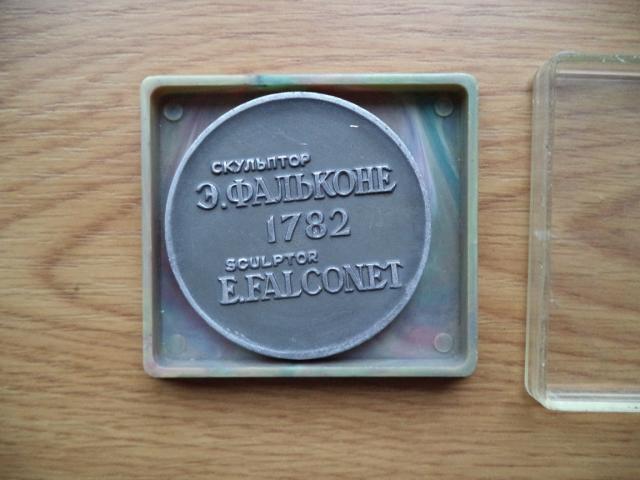 СКУЛЬПТОР
Э.ФАЛЬКОНЕ
1782
SCULPTOR
E.FALCONET